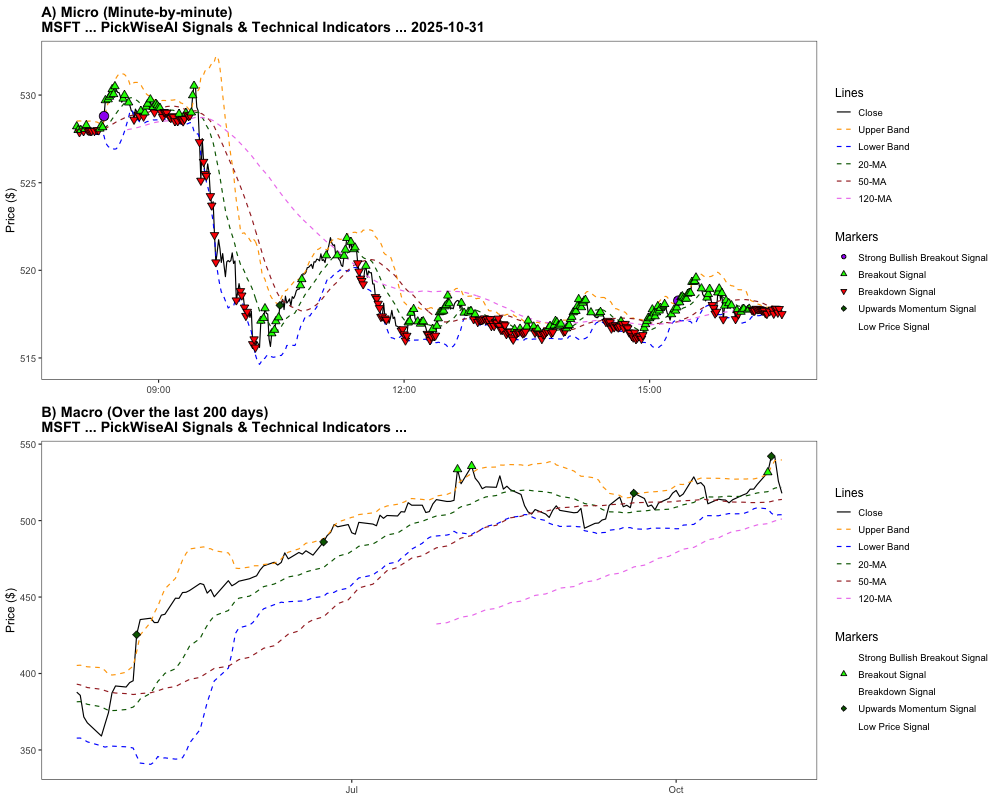 A) Micro (Minute-by-minute)
MSFT ... PickWiseAI Signals & Technical Indicators ... 2025-10-31
Price ($)
530
525
520
515
09:00
12:00
15:00
Lines
Close
Upper Band
Lower Band
20-MA
50-MA
120-MA
Markers
Strong Bullish Breakout Signal
Breakout Signal
Breakdown Signal
Upwards Momentum Signal
Low Price Signal
B) Macro (Over the last 200 days)
MSFT ... PickWiseAI Signals & Technical Indicators ...
Price ($)
550
500
450
400
350
Jul
Oct
Lines
Close
Upper Band
Lower Band
20-MA
50-MA
120-MA
Markers
Strong Bullish Breakout Signal
Breakout Signal
Breakdown Signal
Upwards Momentum Signal
Low Price Signal